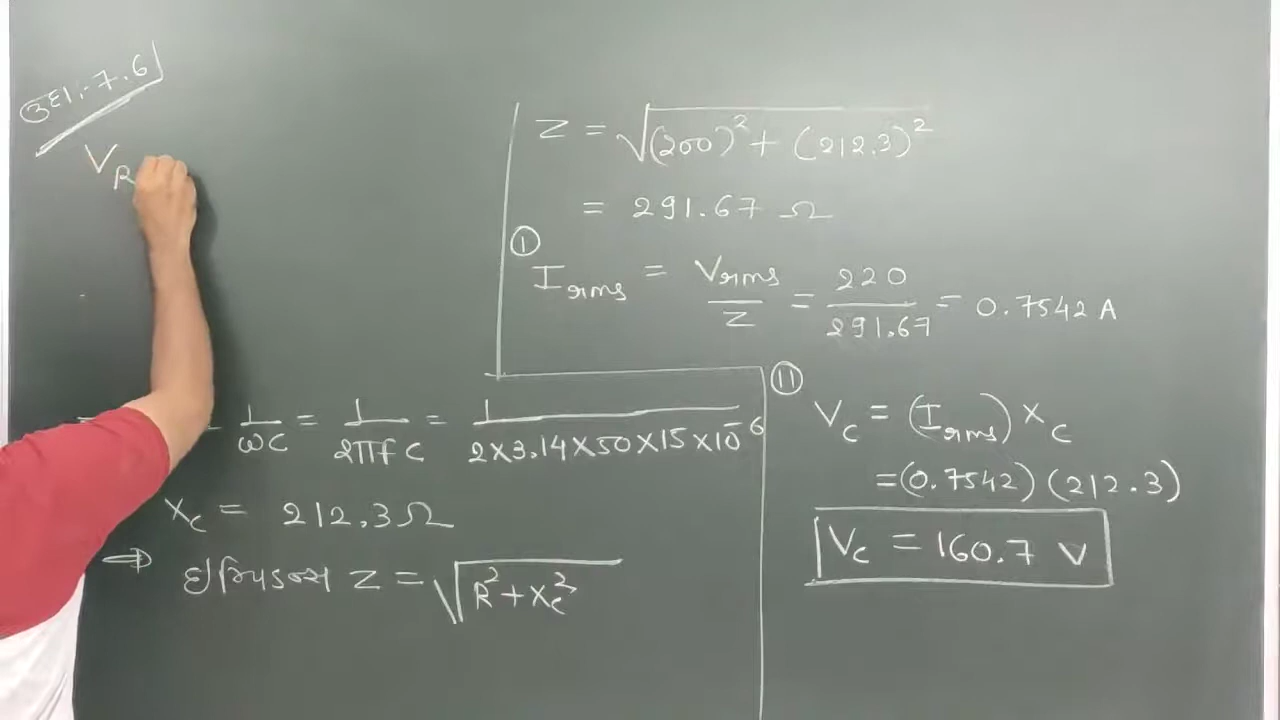 ઉદા.-7.6
V_R
1/ωC = 1/2πfC = 1/2×3.14×50×15×10^-6
X_C = 212.3Ω
⇒ ઇમ્પિડન્સ Z = √R²+X_C²
Z = √(200)²+(212.3)²
= 291.67 Ω
① I_rms = V_rms/Z = 220/291.67 = 0.7542 A
⑪ V_C = (I_rms) X_C
=(0.7542)(212.3)
V_C = 160.7 V